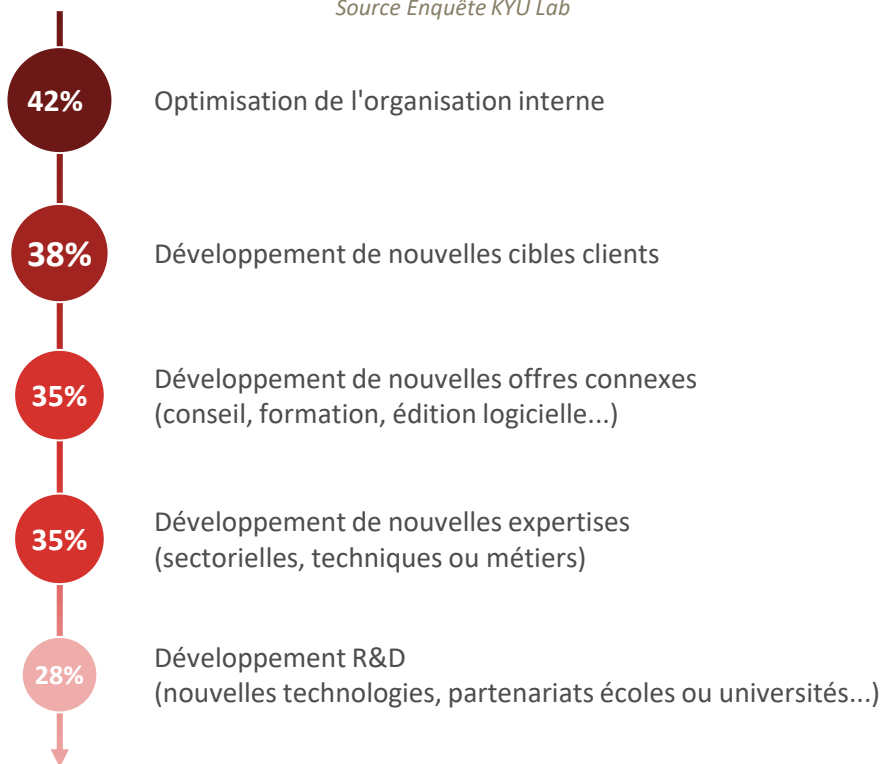 Source Enquête KYU Lab
42%
Optimisation de l'organisation interne
38%
Développement de nouvelles cibles clients
35%
Développement de nouvelles offres connexes
(conseil, formation, édition logicielle...)
35%
Développement de nouvelles expertises
(sectorielles, techniques ou métiers)
28%
Développement R&D
(nouvelles technologies, partenariats écoles ou universités...)